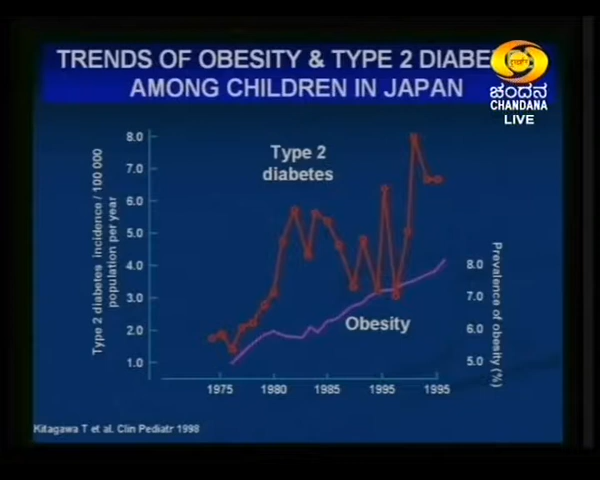 TRENDS OF OBESITY & TYPE 2 DIABE
AMONG CHILDREN IN JAPAN
ಚಂದನ
CHANDANA
LIVE
Type 2 diabetes incidence / 100 000
population per year
8.0
7.0
6.0
5.0
4.0
3.0
2.0
1.0
Type 2
diabetes
Obesity
8.0
7.0
6.0
5.0
Prevalence of obesity (%)
1975
1980
1985
1995
1995
Kitagawa T et al. Clin Pediatr 1998